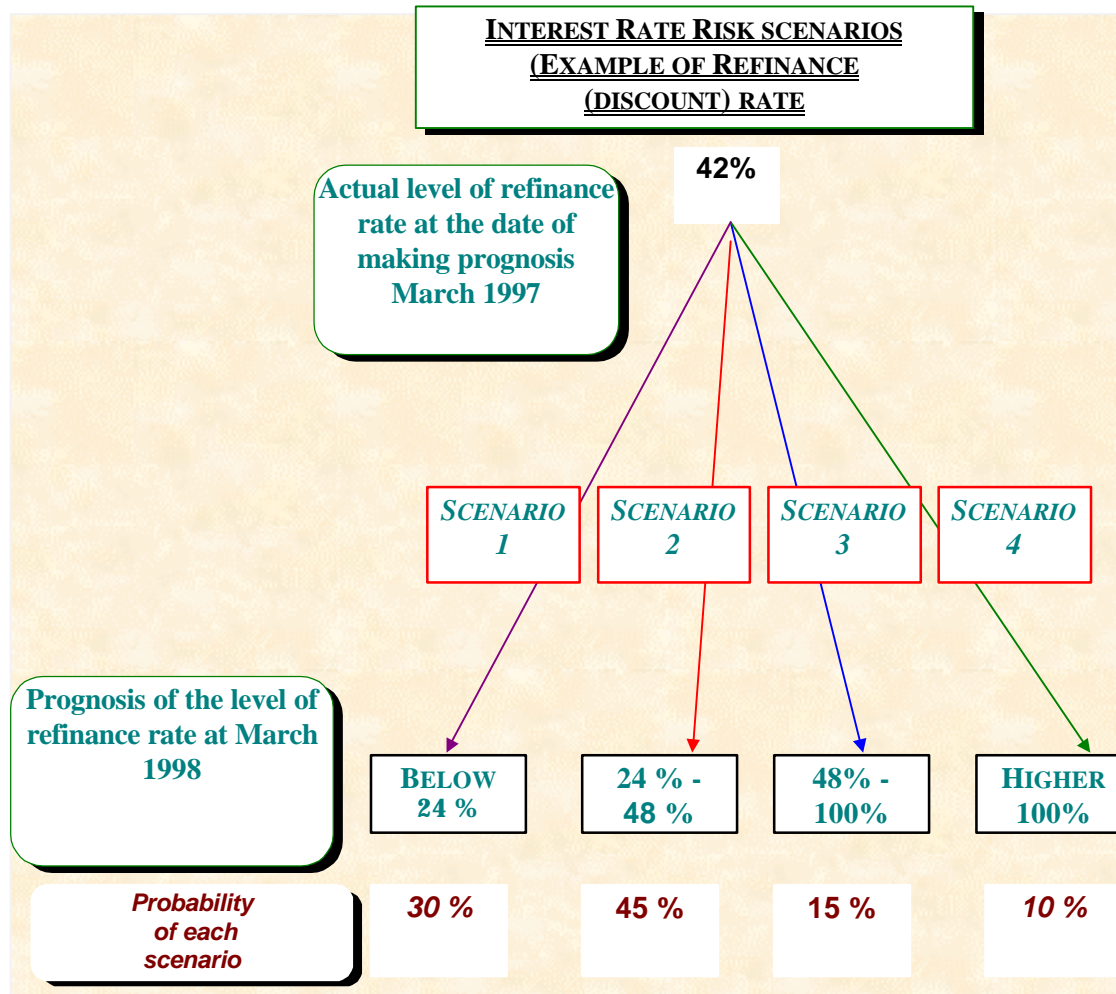 INTEREST RATE RISK SCENARIOS
(EXAMPLE OF REFINANCE
(DISCOUNT) RATE
42%
Actual level of refinance
rate at the date of
making prognosis
March 1997
SCENARIO
1
SCENARIO
2
SCENARIO
3
SCENARIO
4
Prognosis of the level of
refinance rate at March
1998
BELOW
24 %
24 % -
48 %
48% -
100%
HIGHER
100%
Probability
of each
scenario
30 %
45 %
15 %
10 %